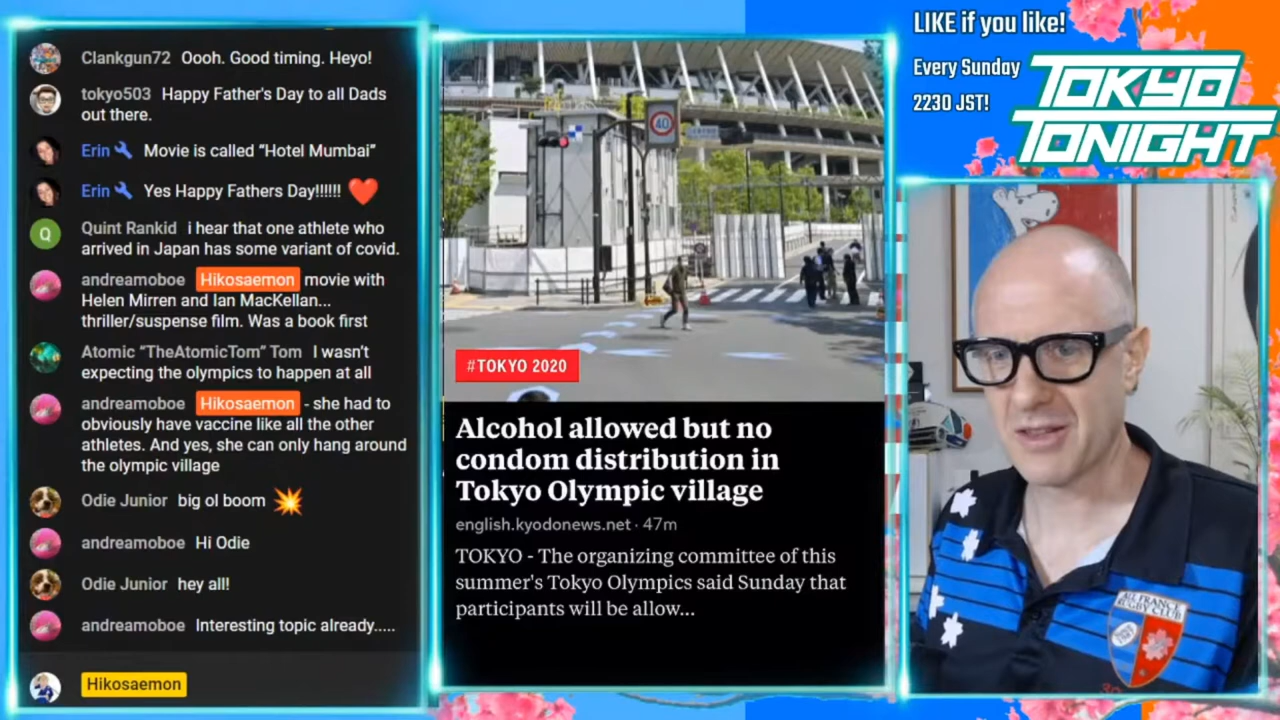 Clankgun72 Oooh. Good timing. Heyo!
tokyo503 Happy Father's Day to all Dads
out there.
Erin Movie is called “Hotel Mumbai”
Erin Yes Happy Fathers Day!!!!!!
Quint Rankid i hear that one athlete who
arrived in Japan has some variant of covid.
andreamoboe Hikosaemon movie with
Helen Mirren and Ian MacKellan...
thriller/suspense film. Was a book first
Atomic “TheAtomicTom” Tom I wasn't
expecting the olympics to happen at all
andreamoboe Hikosaemon - she had to
obviously have vaccine like all the other
athletes. And yes, she can only hang around
the olympic village
Odie Junior big ol boom
andreamoboe Hi Odie
Odie Junior hey all!
andreamoboe Interesting topic already.....
Hikosaemon
Q
40
#TOKYO 2020
Alcohol allowed but no
condom distribution in
Tokyo Olympic village
english.kyodonews.net · 47m
TOKYO - The organizing committee of this
summer's Tokyo Olympics said Sunday that
participants will be allow...
LIKE if you like!
Every Sunday
2230 JST!
TOKYO
TONIGHT
RUGBY CLUB